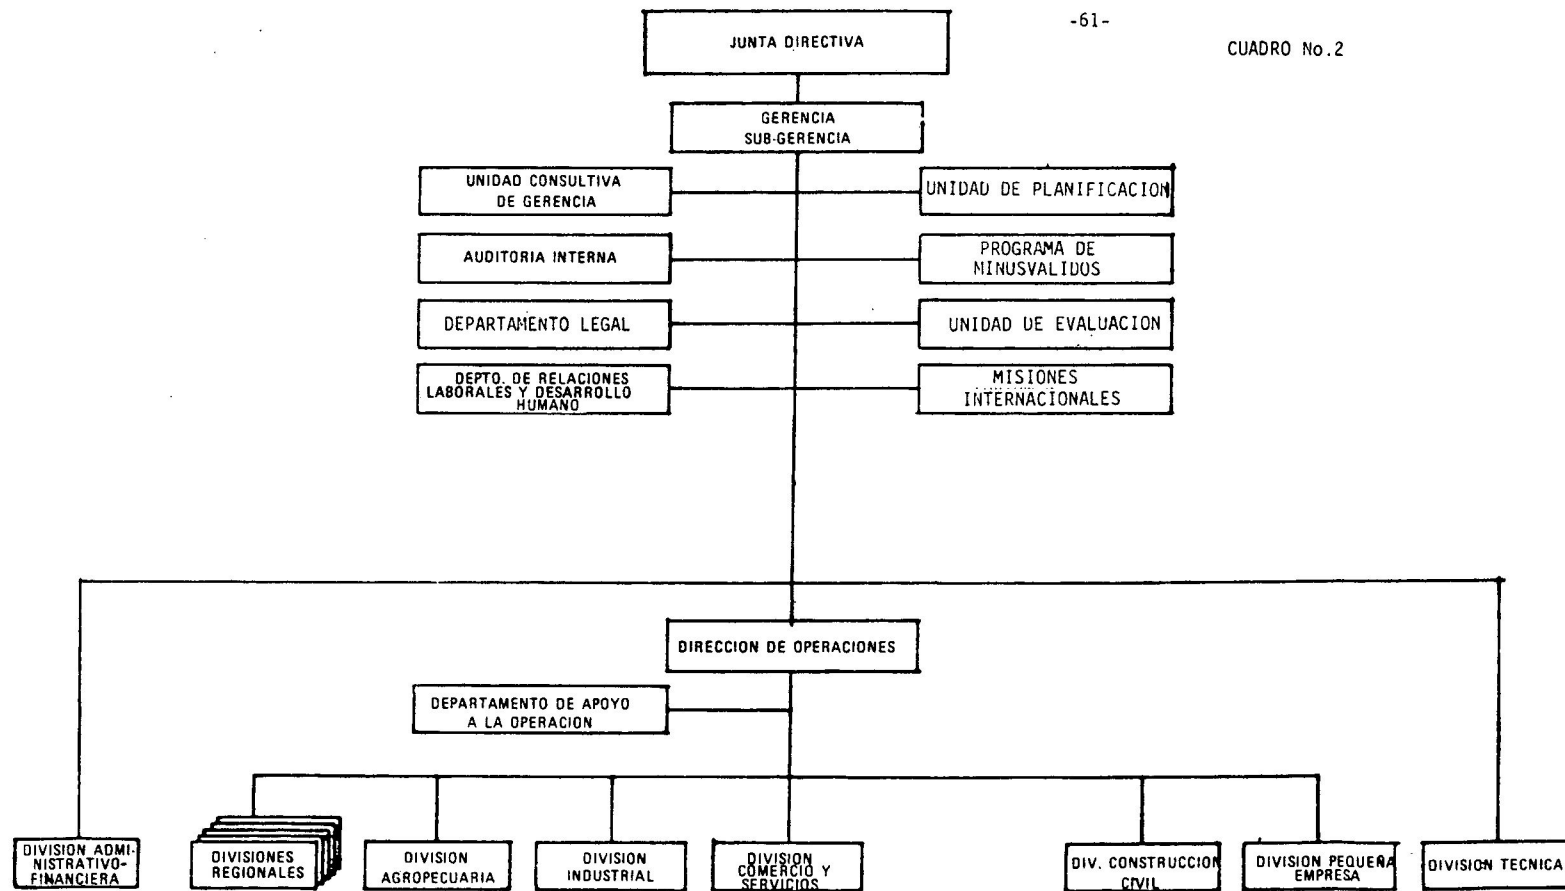 -61-
CUADRO No.2
JUNTA DIRECTIVA
GERENCIA
SUB-GERENCIA
UNIDAD CONSULTIVA
DE GERENCIA
UNIDAD DE PLANIFICACION
AUDITORIA INTERNA
PROGRAMA DE
MINUSVALIDOS
DEPARTAMENTO LEGAL
UNIDAD DE EVALUACION
DEPTO. DE RELACIONES
LABORALES Y DESARROLLO
HUMANO
MISIONES
INTERNACIONALES
DIRECCION DE OPERACIONES
DEPARTAMENTO DE APOYO
A LA OPERACION
DIVISION ADMI-
NISTRATIVO-
FINANCIERA
DIVISIONES
REGIONALES
DIVISION
AGROPECUARIA
DIVISION
INDUSTRIAL
DIVISION
COMERCIO Y
SERVICIOS
DIV. CONSTRUCCION
CIVIL
DIVISION PEQUEÑA
EMPRESA
DIVISION TECNICA